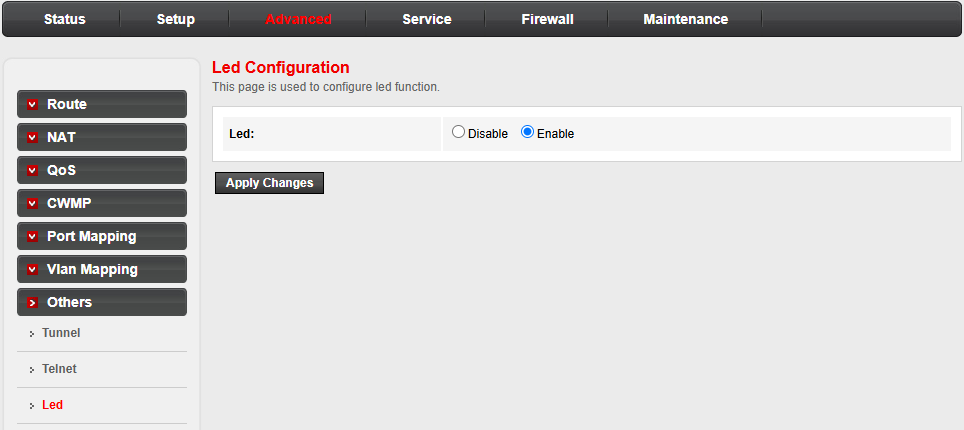 Status Setup Advanced Service Firewall Maintenance
Led Configuration
This page is used to configure led function.
Led: Disable Enable
Apply Changes
Route
NAT
QoS
CWMP
Port Mapping
Vlan Mapping
Others
Tunnel
Telnet
Led